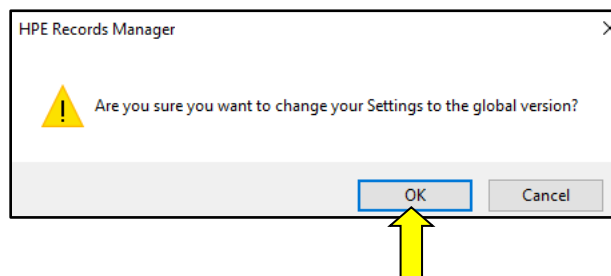 HPE Records Manager
Are you sure you want to change your Settings to the global version?
OK
Cancel